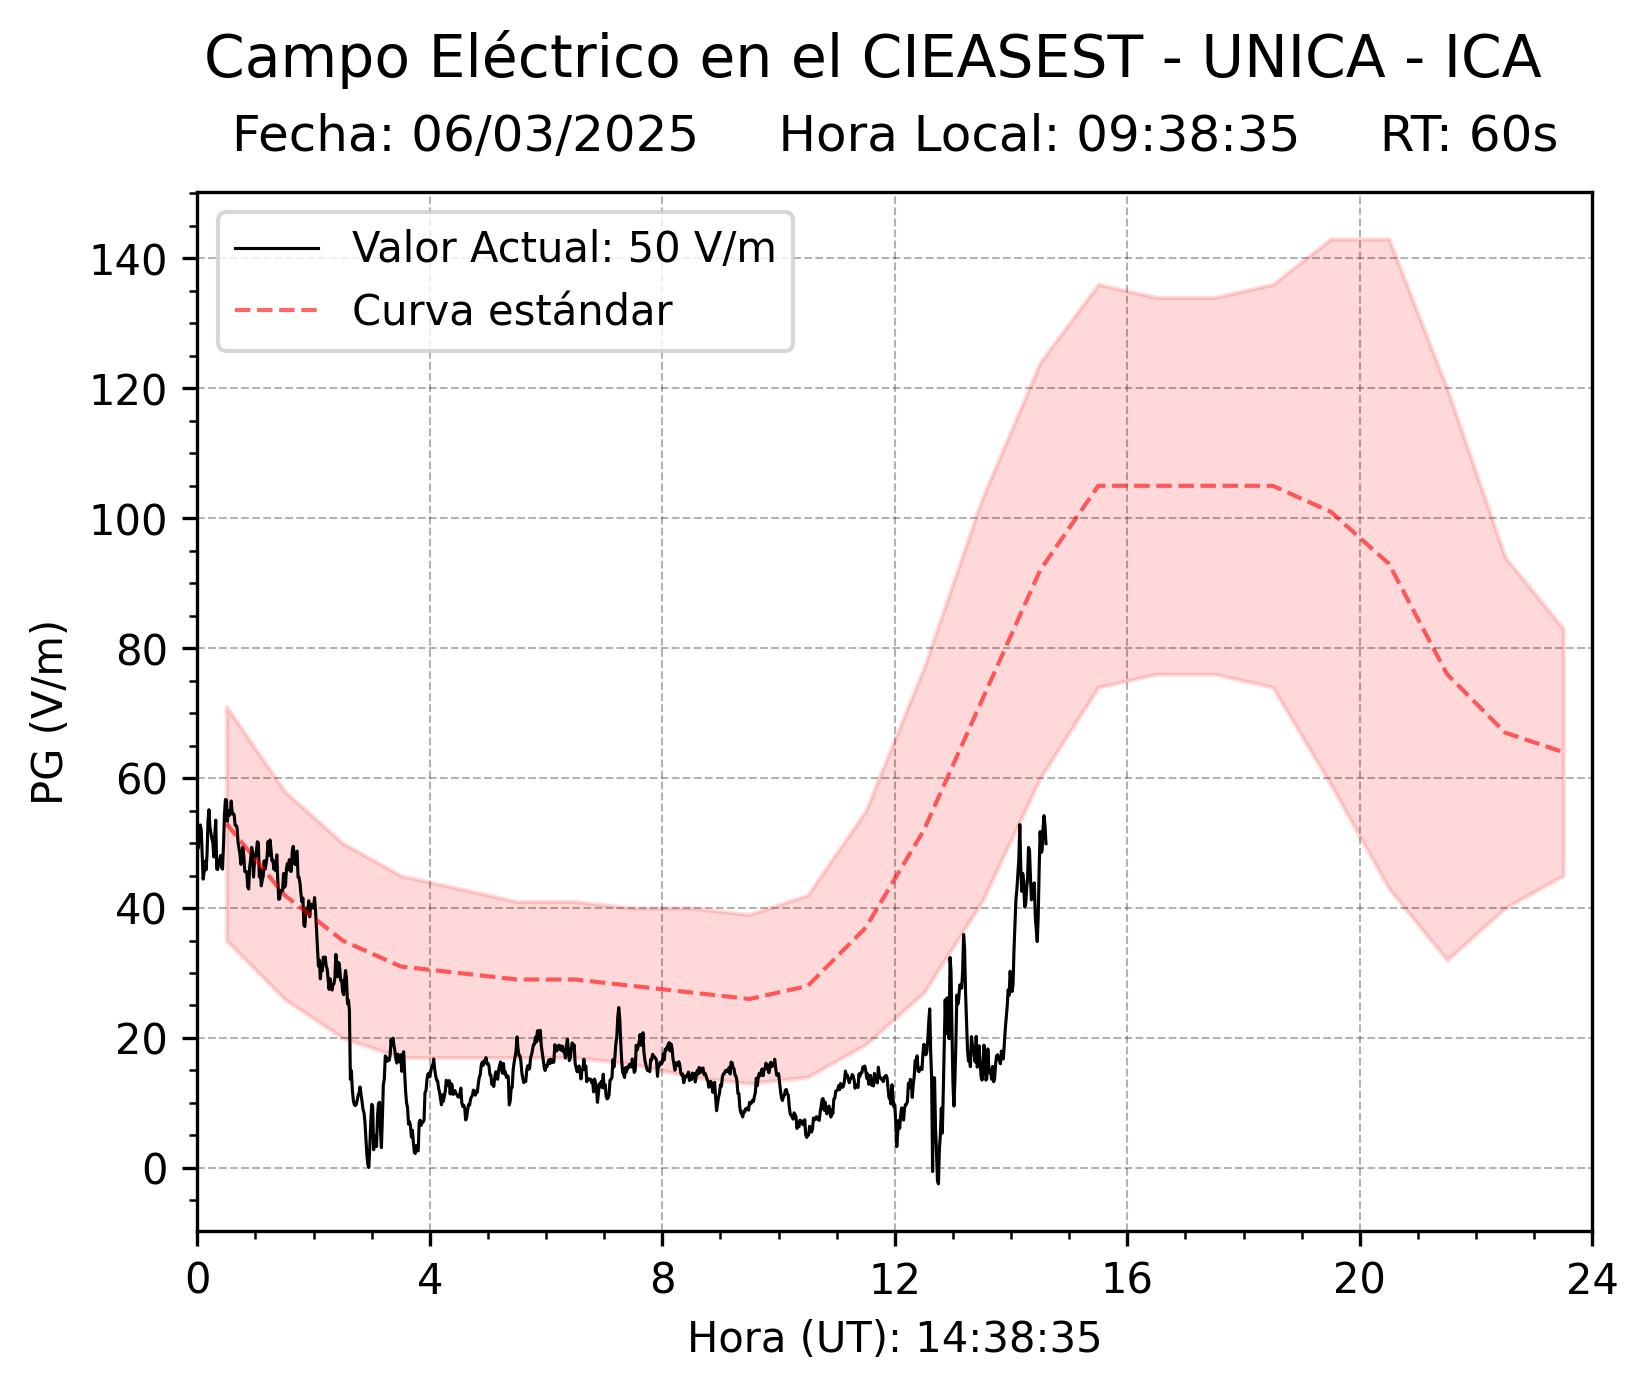 Campo Eléctrico en el CIEASEST - UNICA - ICA
Fecha: 06/03/2025 Hora Local: 09:38:35 RT: 60s
Valor Actual: 50 V/m
Curva estándar
PG (V/m)
140
120
100
80
60
40
20
0
0 4 8 12 16 20 24
Hora (UT): 14:38:35